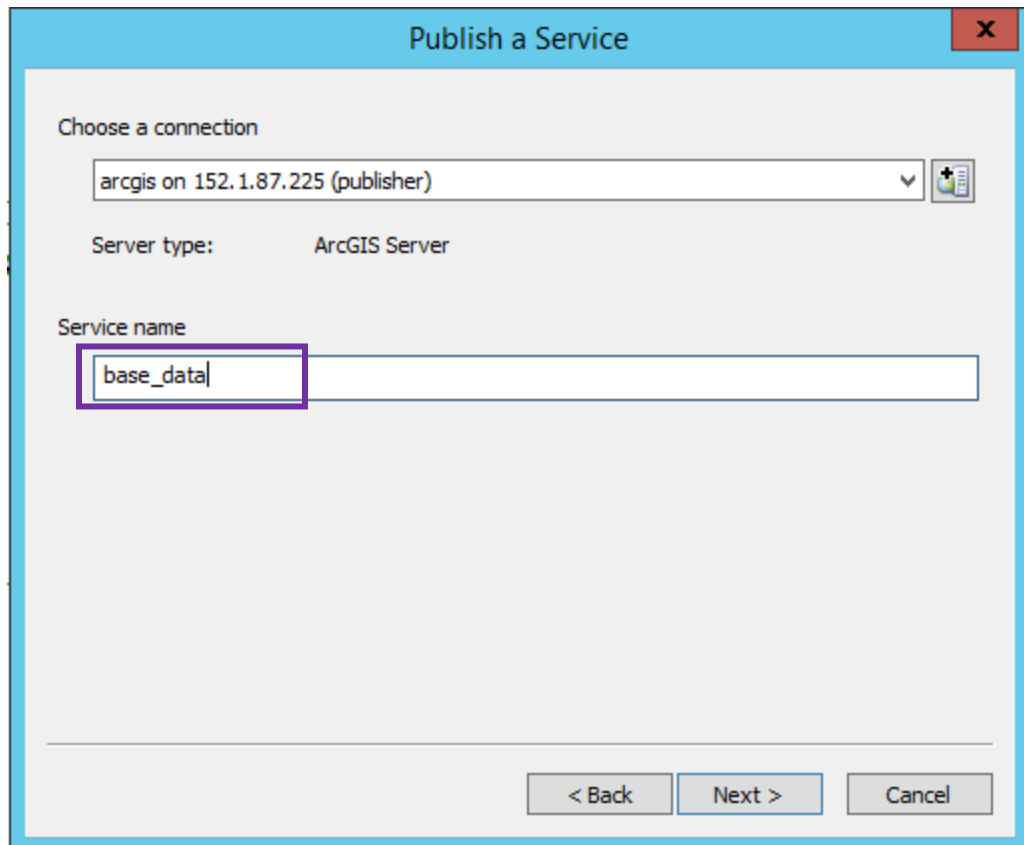 Publish a Service
x
Choose a connection
arcgis on 152.1.87.225 (publisher)
Server type: ArcGIS Server
Service name
base_data
< Back Next > Cancel